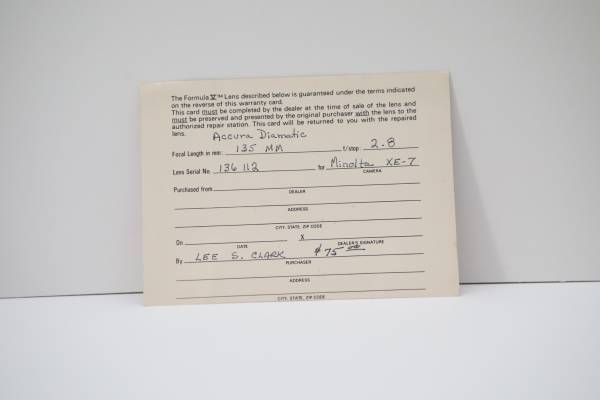 The Formula V™ Lens described below is guaranteed under the terms indicated
on the reverse of this warranty card.
This card must be completed by the dealer at the time of sale of the lens and
must be preserved and presented by the original purchaser with the lens to the
authorized repair station. This card will be returned to you with the repaired
lens. Accura Diamatic
Focal Length in mm: 135 MM f/stop: 2.8
Lens Serial No. 136 112 for Minolta XE-7
CAMERA
Purchased from
DEALER
ADDRESS
CITY, STATE, ZIP CODE
On X
DATE DEALER'S SIGNATURE
By LEE S. CLARK $75
PURCHASER
ADDRESS
CITY, STATE, ZIP CODE